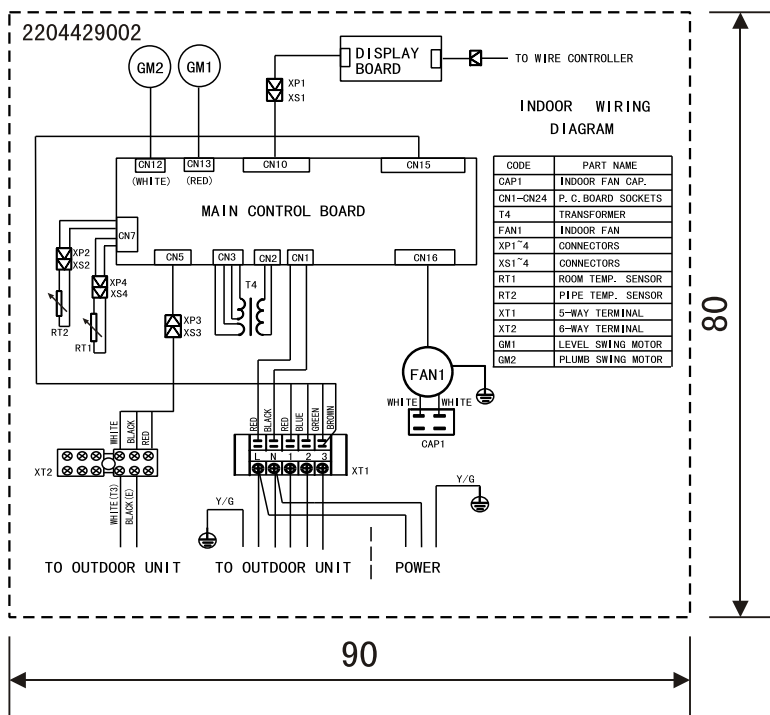 2204429002
GM2
GM1
DISPLAY
BOARD
TO WIRE CONTROLLER
XP1
XS1
INDOOR WIRING
DIAGRAM
CN12
CN13
CN10
CN15
(WHITE)
(RED)
MAIN CONTROL BOARD
CN7
CN5
CN3
CN2
CN1
CN16
CODE PART NAME
CAP1 INDOOR FAN CAP.
CN1-CN24 P.C.BOARD SOCKETS
T4 TRANSFORMER
FAN1 INDOOR FAN
XP1~4 CONNECTORS
XS1~4 CONNECTORS
RT1 ROOM TEMP. SENSOR
RT2 PIPE TEMP. SENSOR
XT1 5-WAY TERMINAL
XT2 6-WAY TERMINAL
GM1 LEVEL SWING MOTOR
GM2 PLUMB SWING MOTOR
XP2
XS2
XP4
XS4
RT2
RT1
T4
XP3
XS3
FAN1
WHITE
WHITE
CAP1
WHITE
BLACK
RED
RED
BLACK
RED
BLUE
GREEN
BROWN
XT2
L N 1 2 3
XT1
WHITE(T3)
BLACK(E)
Y/G
Y/G
TO OUTDOOR UNIT
TO OUTDOOR UNIT
POWER
80
90